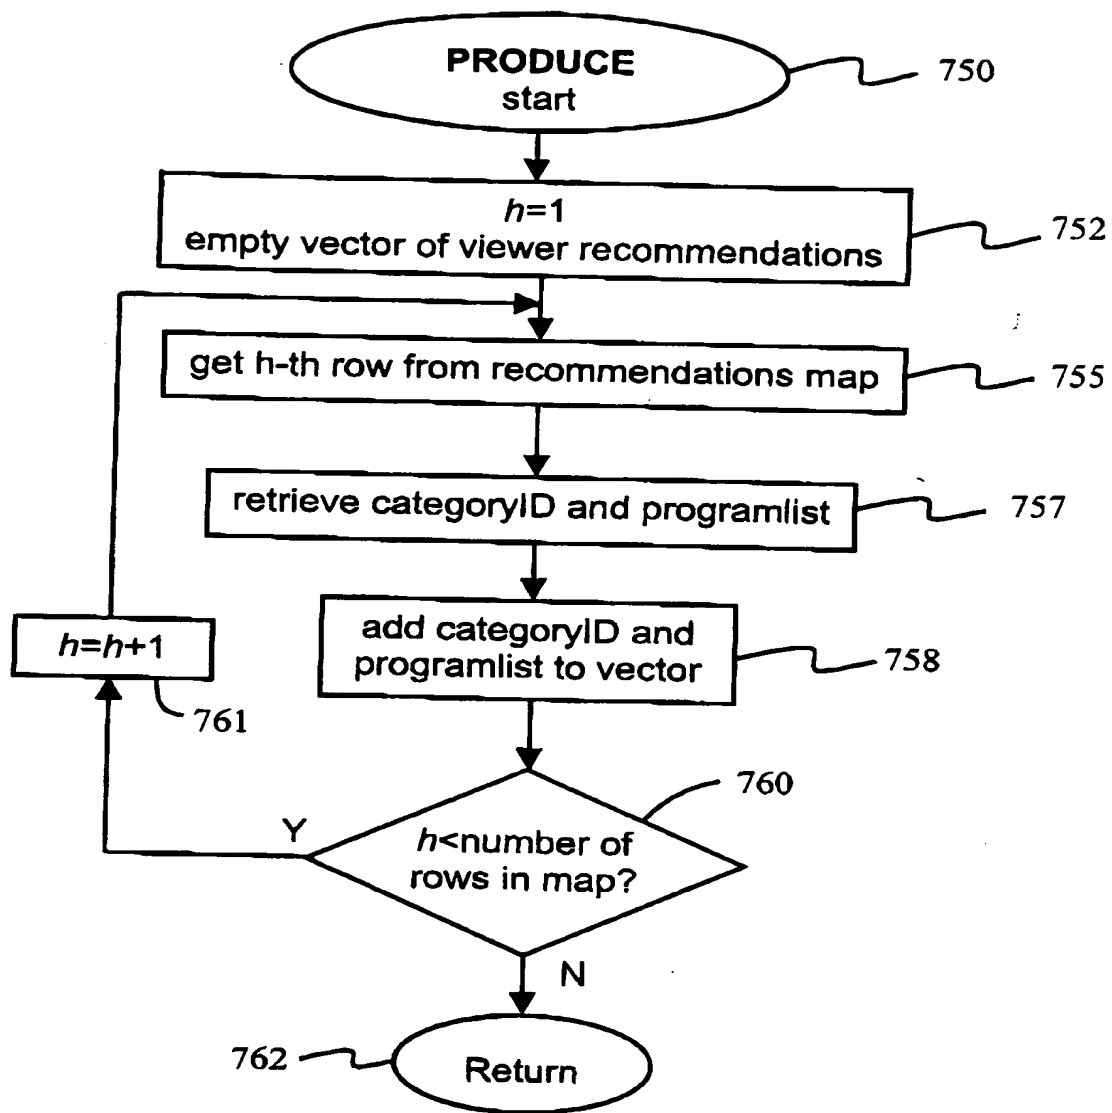 PRODUCE
start
750
h=1
empty vector of viewer recommendations
752
get h-th row from recommendations map
755
retrieve categoryID and programlist
757
add categoryID and
programlist to vector
758
h=h+1
761
760
Y
h<number of
rows in map?
N
762
Return